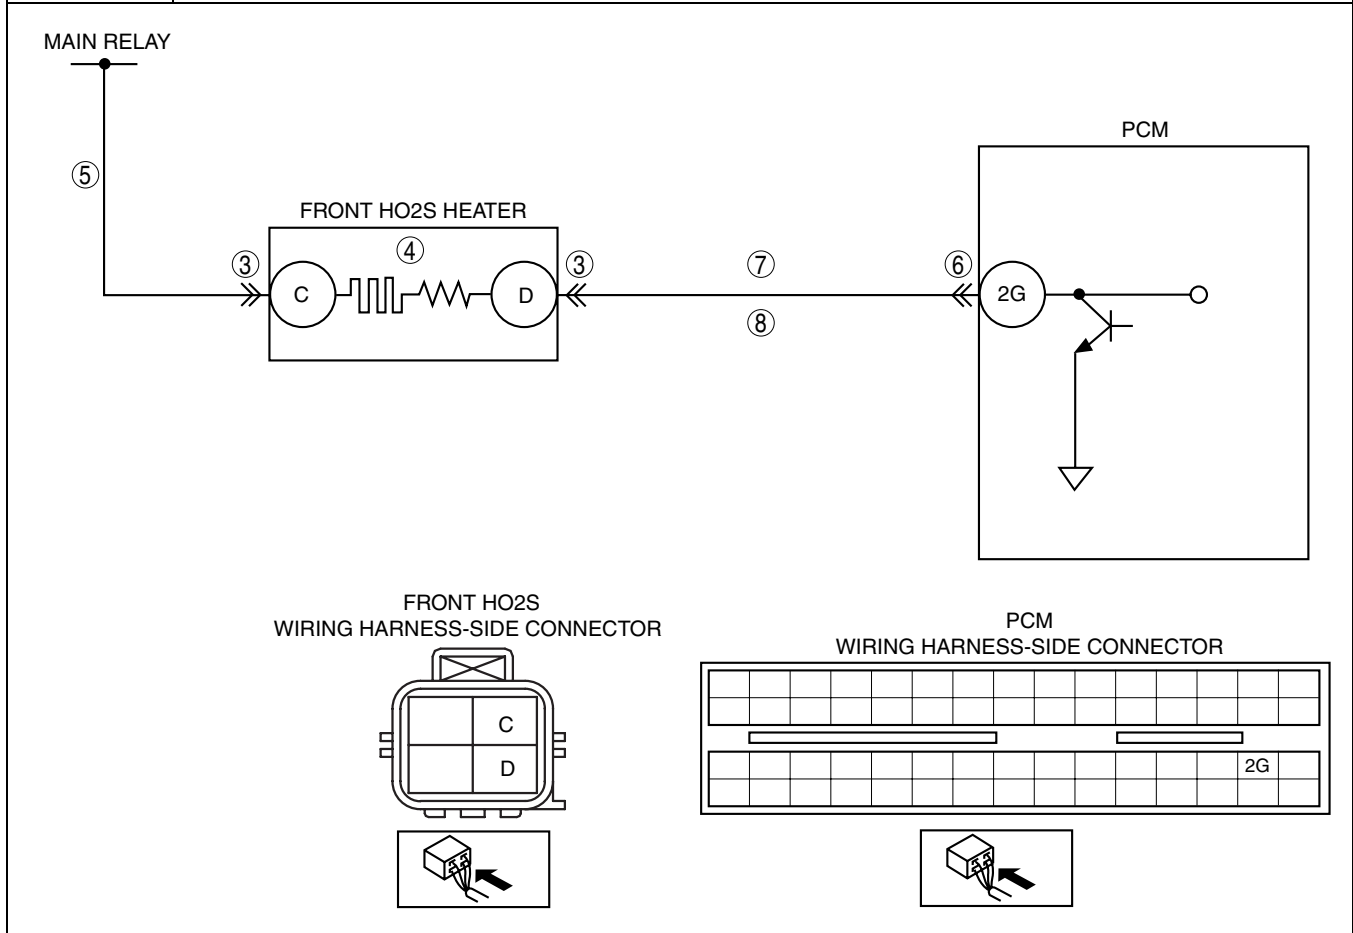 MAIN RELAY
PCM
⑤
FRONT HO2S HEATER
③ ④ ③ ⑦ ⑥
C D 2G
⑧
FRONT HO2S
WIRING HARNESS-SIDE CONNECTOR
PCM
WIRING HARNESS-SIDE CONNECTOR
C
D
2G